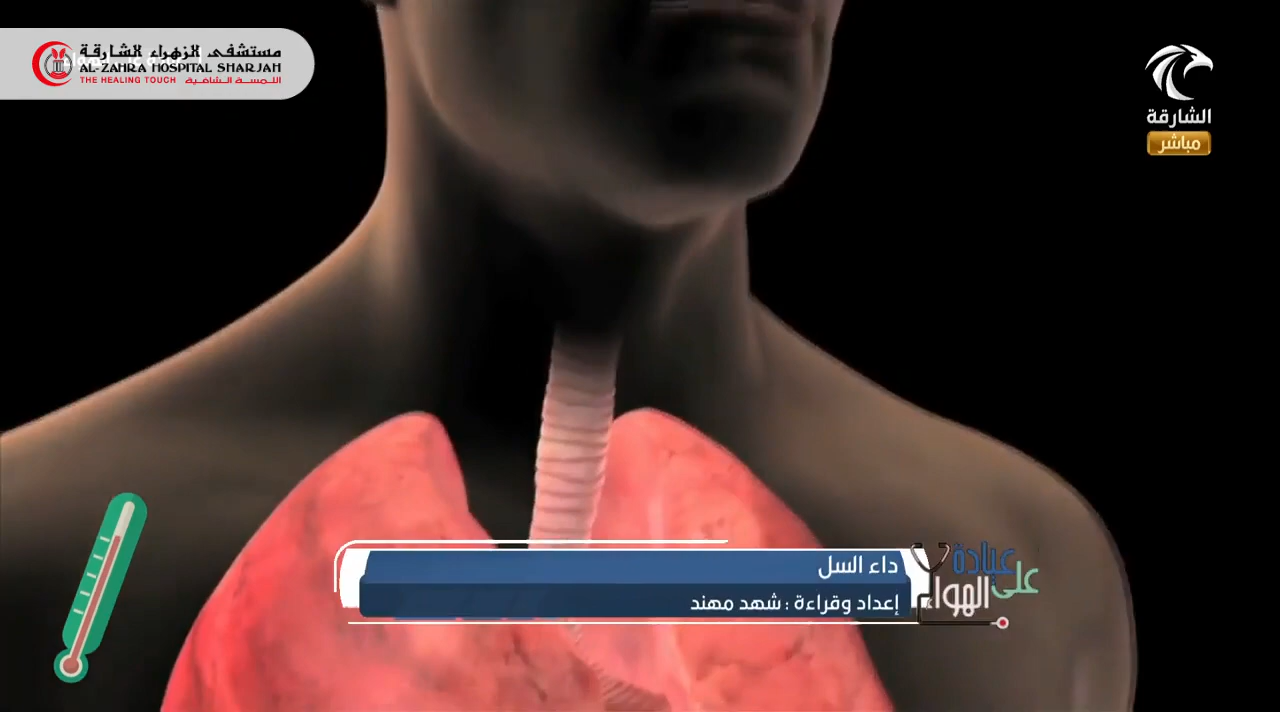 مستشفى الزهراء الشارقة
AL-ZAHRA HOSPITAL SHARJAH
THE HEALING TOUCH اللمسة الشافية
الشارقة
مباشر
داء السل
إعداد وقراءة : شهد مهند
عيادة
على
الهواء